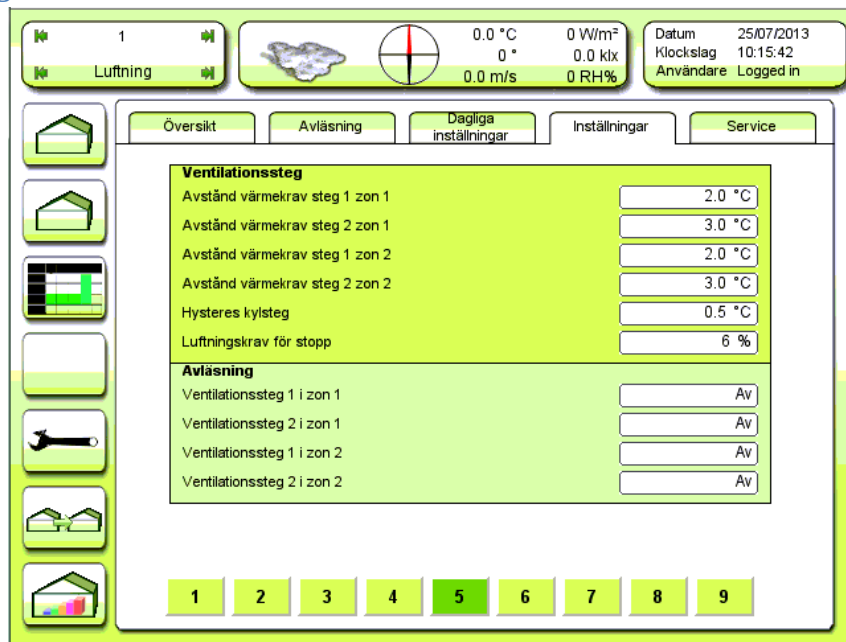 1
Luftning
0.0 °C
0 °
0.0 m/s
0 W/m²
0.0 klx
0 RH%
Datum 25/07/2013
Klockslag 10:15:42
Användare Logged in
Översikt
Avläsning
Dagliga
inställningar
Inställningar
Service
Ventilationssteg
Avstånd värmekrav steg 1 zon 1 2.0 °C
Avstånd värmekrav steg 2 zon 1 3.0 °C
Avstånd värmekrav steg 1 zon 2 2.0 °C
Avstånd värmekrav steg 2 zon 2 3.0 °C
Hysteres kylsteg 0.5 °C
Luftningskrav för stopp 6 %
Avläsning
Ventilationssteg 1 i zon 1 Av
Ventilationssteg 2 i zon 1 Av
Ventilationssteg 1 i zon 2 Av
Ventilationssteg 2 i zon 2 Av
1 2 3 4 5 6 7 8 9